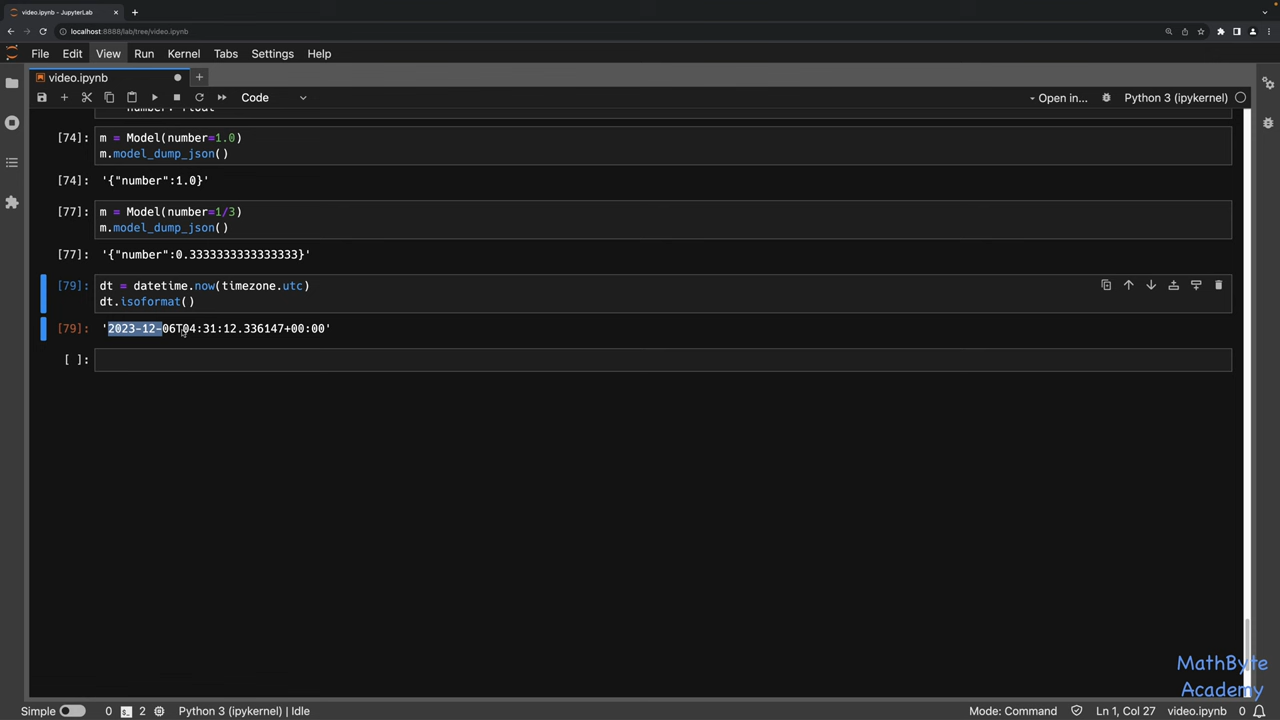 video.ipynb - JupyterLab
localhost:8888/lab/tree/video.ipynb
File Edit View Run Kernel Tabs Settings Help
video.ipynb
Code
Open in...
Python 3 (ipykernel)
number: float
[74]: m = Model(number=1.0)
m.model_dump_json()
[74]: '{"number":1.0}'
[77]: m = Model(number=1/3)
m.model_dump_json()
[77]: '{"number":0.3333333333333333}'
[79]: dt = datetime.now(timezone.utc)
dt.isoformat()
[79]: '2023-12-06T04:31:12.336147+00:00'
[ ]:
MathByte
Academy
Simple 0 2 Python 3 (ipykernel) | Idle Mode: Command Ln 1, Col 27 video.ipynb 0